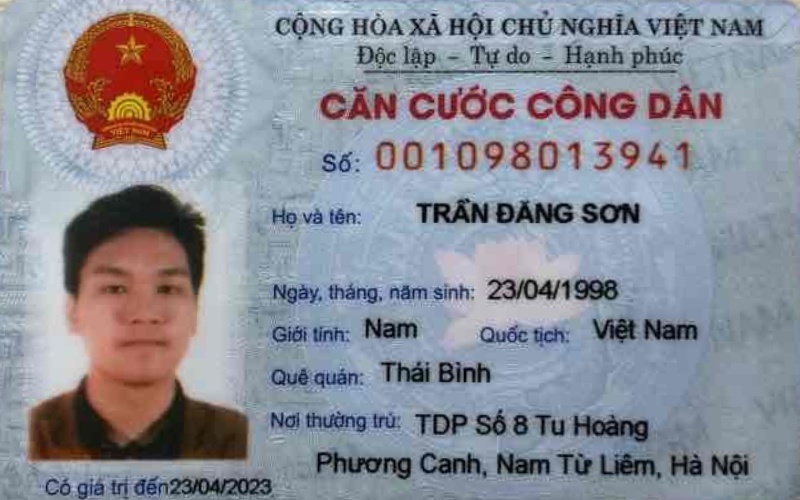 CỘNG HÒA XÃ HỘI CHỦ NGHĨA VIỆT NAM
Độc lập - Tự do - Hạnh phúc
CĂN CƯỚC CÔNG DÂN
Số: 001098013941
Họ và tên: TRẦN ĐĂNG SƠN
Ngày, tháng, năm sinh: 23/04/1998
Giới tính: Nam Quốc tịch: Việt Nam
Quê quán: Thái Bình
Nơi thường trú: TDP Số 8 Tu Hoàng
Phương Canh, Nam Từ Liêm, Hà Nội
Có giá trị đến 23/04/2023
VIỆT NAM